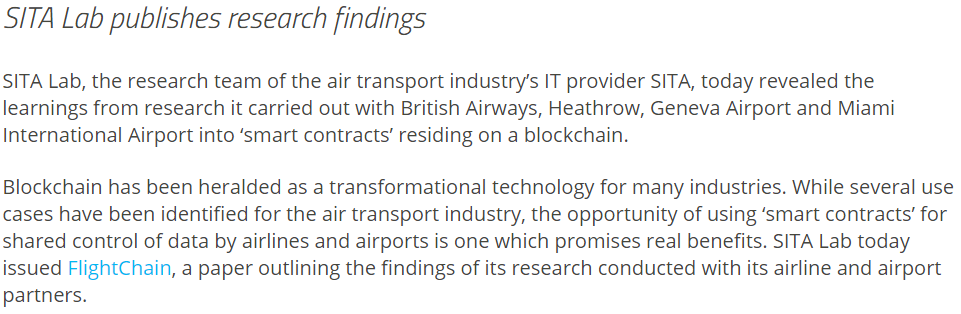 SITA Lab publishes research findings
SITA Lab, the research team of the air transport industry’s IT provider SITA, today revealed the
learnings from research it carried out with British Airways, Heathrow, Geneva Airport and Miami
International Airport into ‘smart contracts’ residing on a blockchain.
Blockchain has been heralded as a transformational technology for many industries. While several use
cases have been identified for the air transport industry, the opportunity of using ‘smart contracts’ for
shared control of data by airlines and airports is one which promises real benefits. SITA Lab today
issued FlightChain, a paper outlining the findings of its research conducted with its airline and airport
partners.